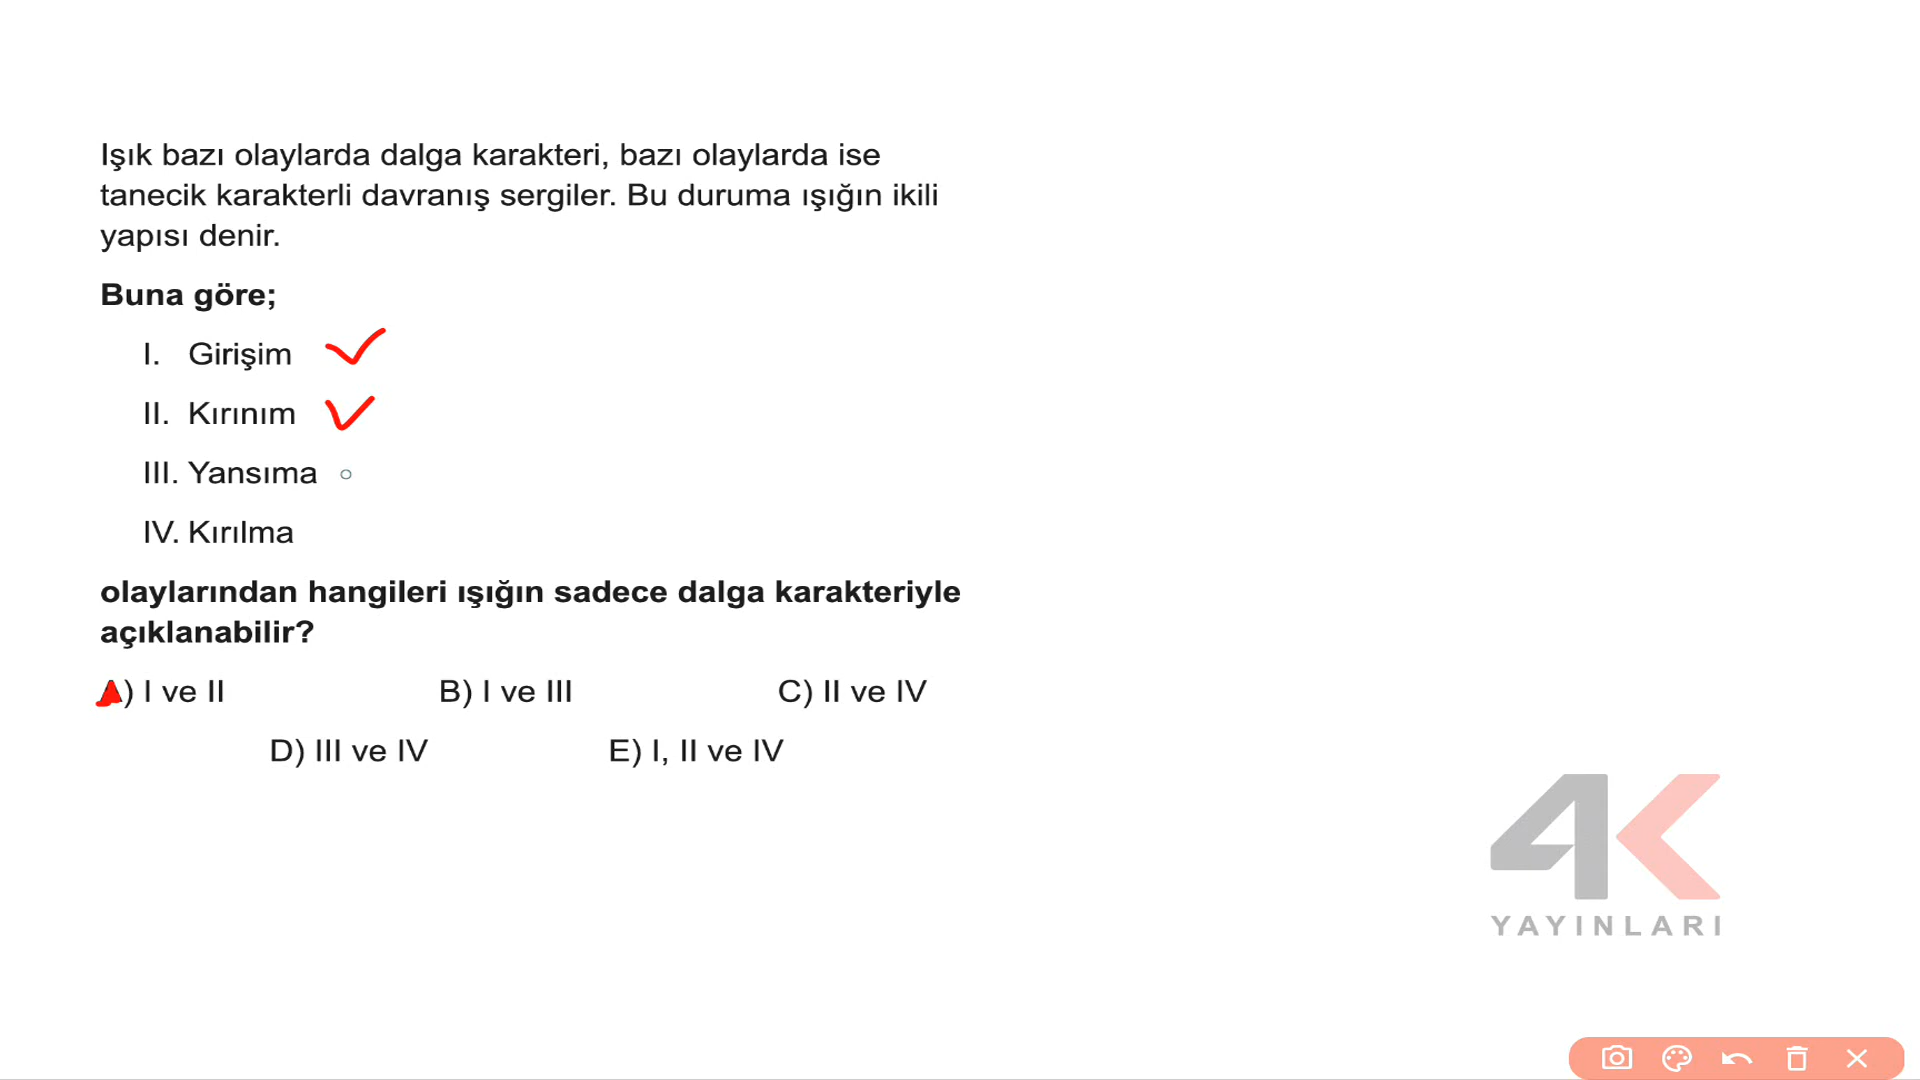 Işık bazı olaylarda dalga karakteri, bazı olaylarda ise
tanecik karakterli davranış sergiler. Bu duruma ışığın ikili
yapısı denir.
Buna göre;
I. Girişim
II. Kırınım
III. Yansıma
IV. Kırılma
olaylarından hangileri ışığın sadece dalga karakteriyle
açıklanabilir?
A) I ve II B) I ve III C) II ve IV
D) III ve IV E) I, II ve IV
4K
YAYINLARI